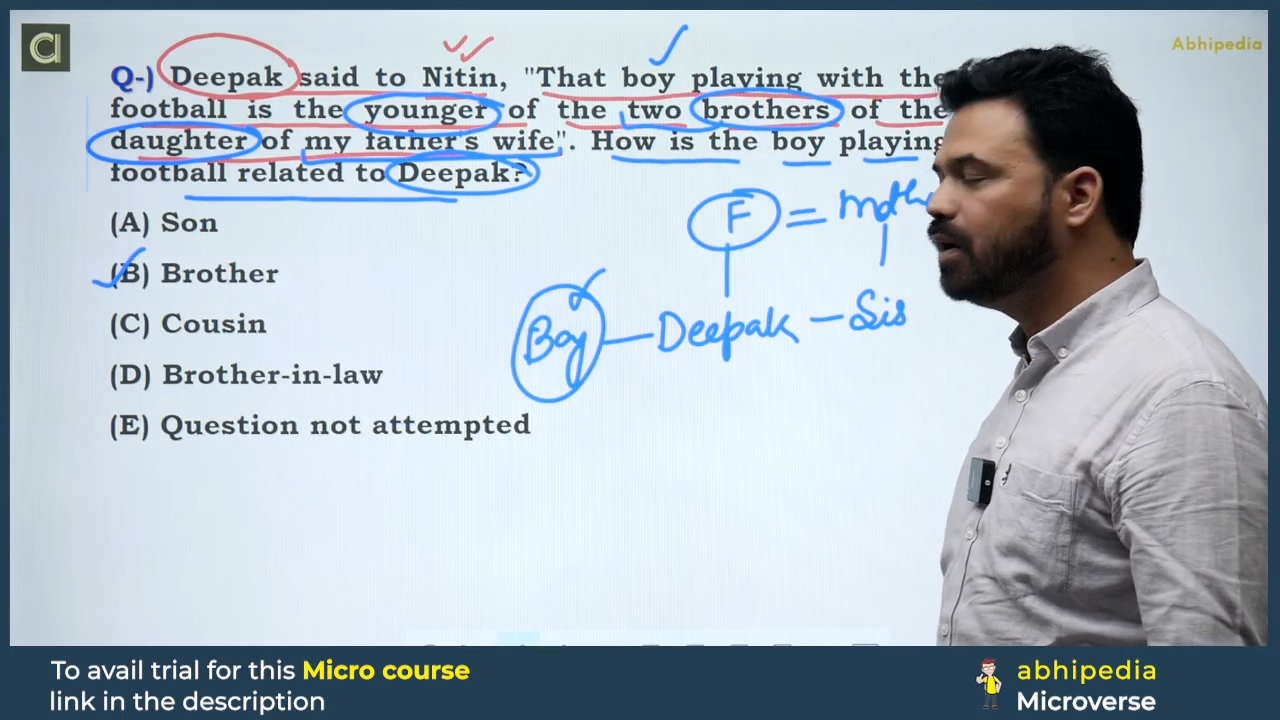 Abhipedia
Q-) Deepak said to Nitin, "That boy playing with the
football is the younger of the two brothers of the
daughter of my father's wife". How is the boy playing
football related to Deepak?
(A) Son
(B) Brother
(C) Cousin
(D) Brother-in-law
(E) Question not attempted
F = Moth
Boy - Deepak - Sis
To avail trial for this Micro course
link in the description
abhipedia
Microverse